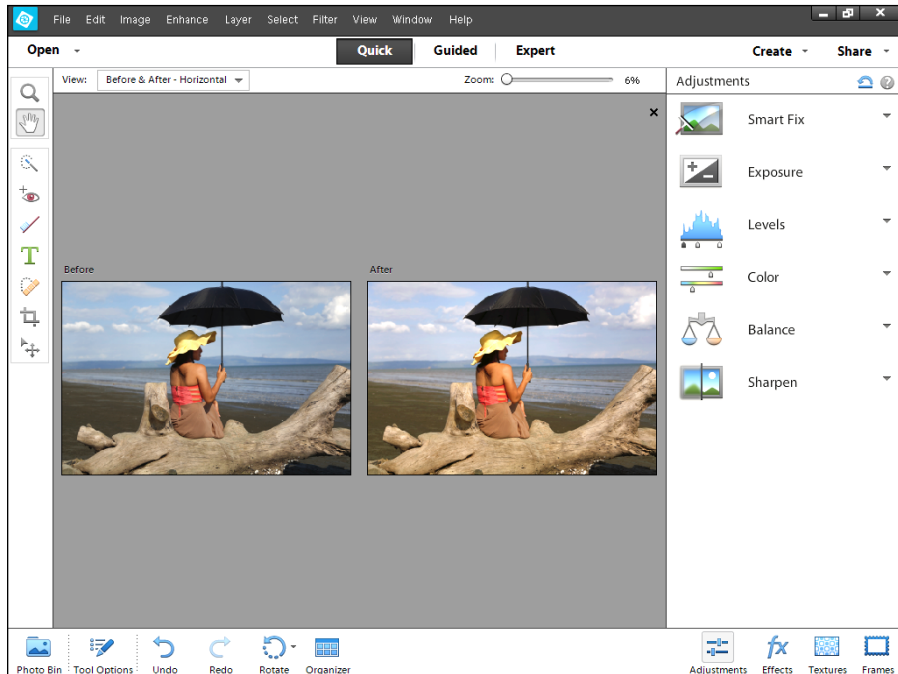 File Edit Image Enhance Layer Select Filter View Window Help
Open Quick Guided Expert Create Share
View: Before & After - Horizontal Zoom: 6% Adjustments
Smart Fix
Exposure
Levels
Color
Balance
Sharpen
Before After
T
Photo Bin Tool Options Undo Redo Rotate Organizer Adjustments fx Effects Textures Frames